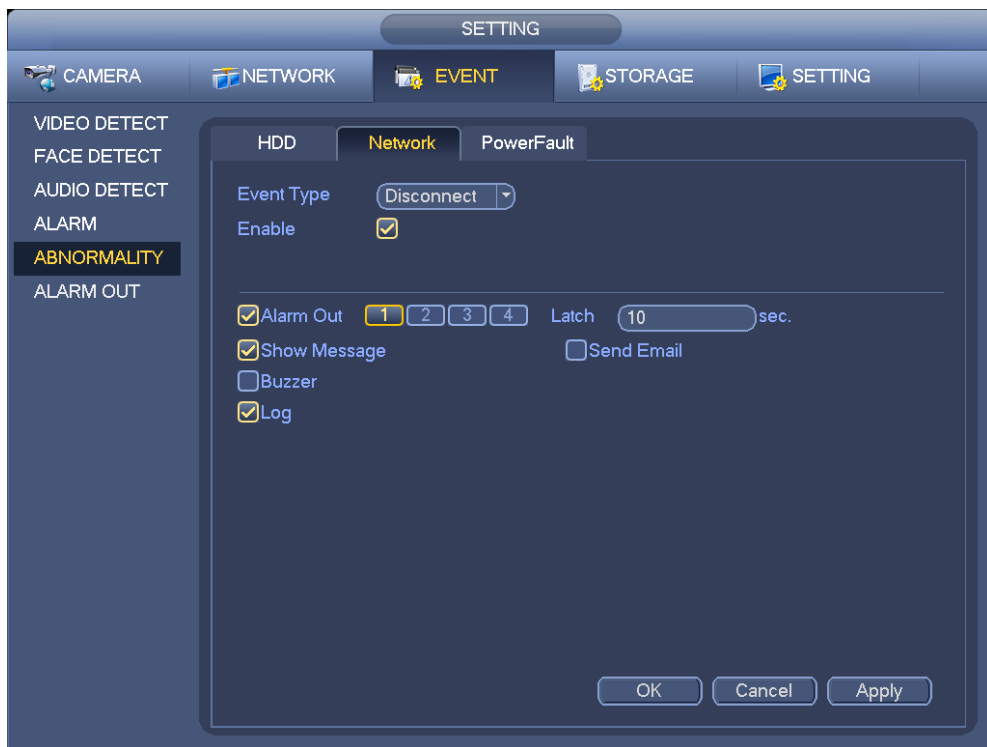 SETTING
CAMERA NETWORK EVENT STORAGE SETTING
VIDEO DETECT
FACE DETECT
AUDIO DETECT
ALARM
ABNORMALITY
ALARM OUT
HDD Network PowerFault
Event Type Disconnect
Enable
Alarm Out 1 2 3 4 Latch 10 sec.
Show Message Send Email
Buzzer
Log
OK Cancel Apply